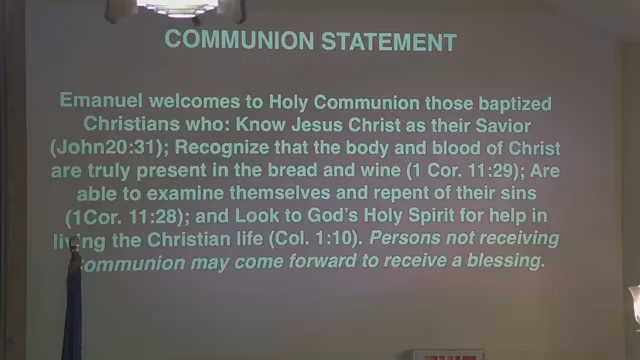 COMMUNION STATEMENT
Emanuel welcomes to Holy Communion those baptized
Christians who: Know Jesus Christ as their Savior
(John20:31); Recognize that the body and blood of Christ
are truly present in the bread and wine (1 Cor. 11:29); Are
able to examine themselves and repent of their sins
(1Cor. 11:28); and Look to God's Holy Spirit for help in
living the Christian life (Col. 1:10). Persons not receiving
Communion may come forward to receive a blessing.